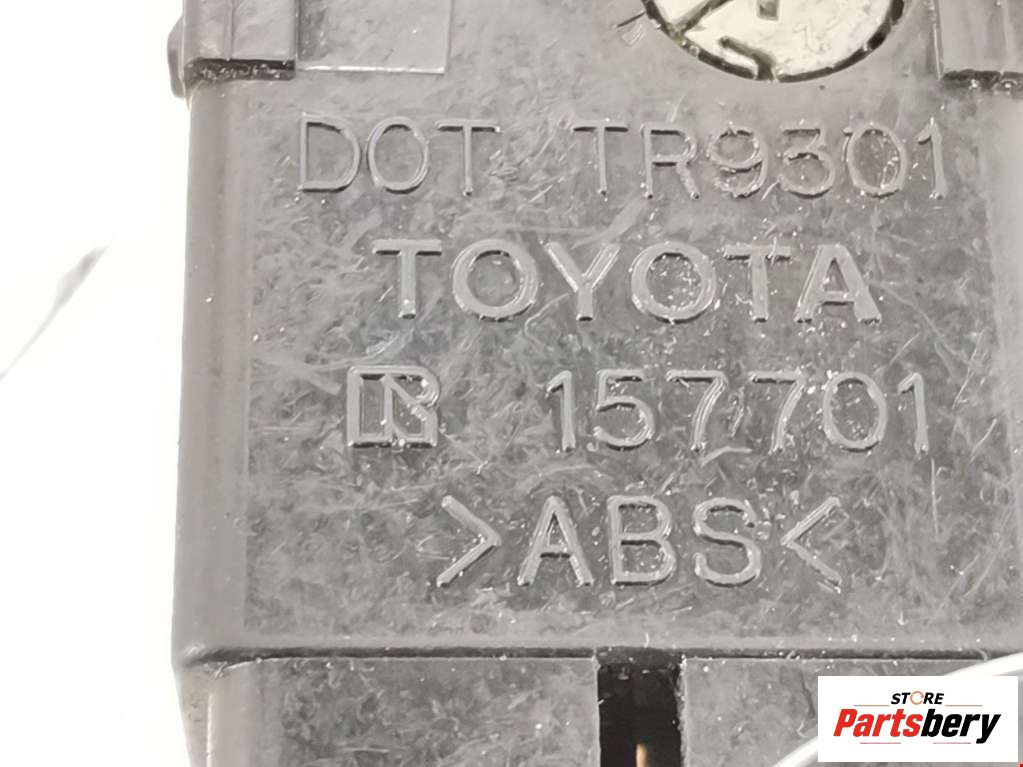 DOT TR9301
TOYOTA
157701
>ABS<
STORE
Partsbery